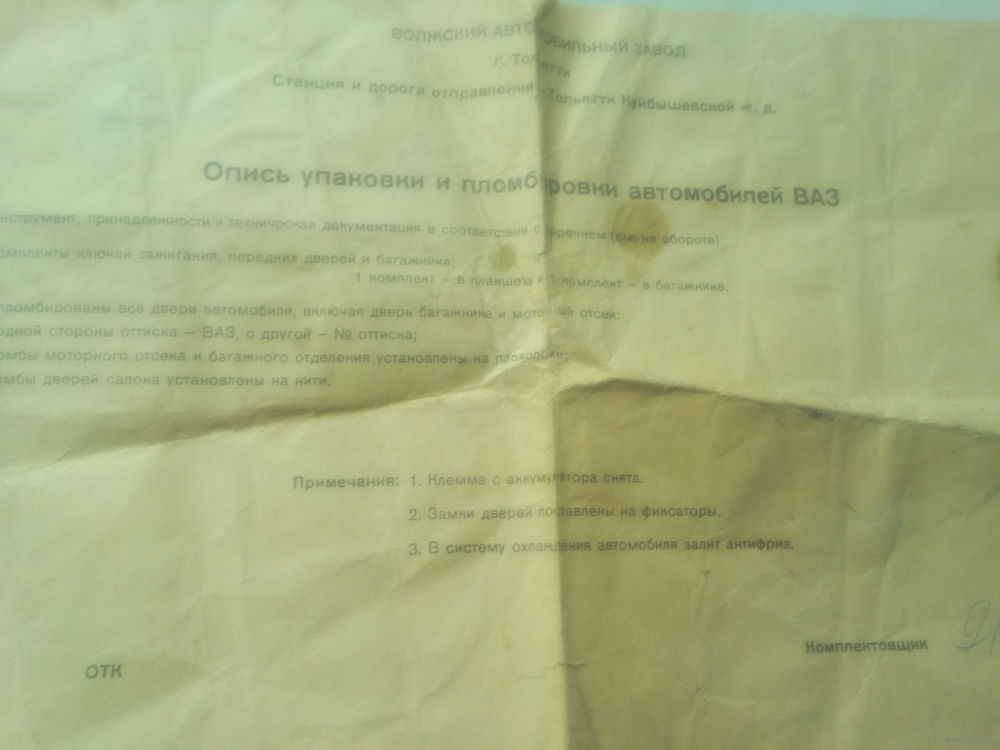 ВОЛЖСКИЙ АВТОМОБИЛЬНЫЙ ЗАВОД
г. Тольятти
Станция и дорога отправления Тольятти Куйбышевской ж. д.
Опись упаковки и пломбировки автомобилей ВАЗ
нструмент, принадлежности и техническая документация в соответствии с перечнем (см. на обороте)
омплекты ключей зажигания, передних дверей и багажника;
1 комплект — в планшете и 1 комплект — в багажнике.
пломбированы все двери автомобиля, включая дверь багажника и моторный отсек:
одной стороны оттиска — ВАЗ, с другой — № оттиска;
омбы моторного отсека и багажного отделения установлены на проволоке;
омбы дверей салона установлены на нити.
Примечания: 1. Клемма с аккумулятора снята.
2. Замки дверей поставлены на фиксаторы.
3. В систему охлаждения автомобиля залит антифриз.
Комплектовщик
ОТК